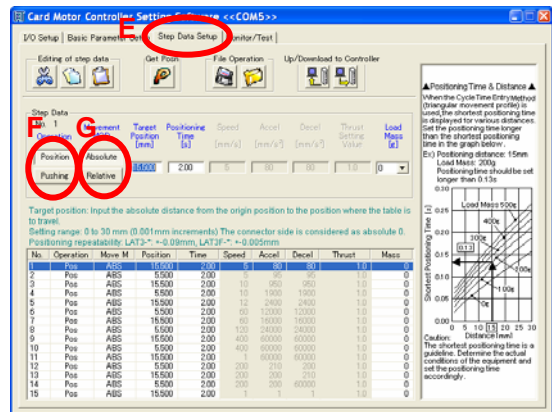 Card Motor Controller Setting Software <<COM5>>
E
I/O Setup Basic Parameter Setup Step Data Setup Monitor/Test
Editing of step data Get Posn File Operation Up/Download to Controller
F G
Step Data
No. 1
Operation Movement Target Position [mm] Positioning Time [s] Speed [mm/s] Accel [mm/s²] Decel [mm/s²] Thrust Setting Value Load Mass [g]
Position Absolute 15.500 2.00 5 80 80 1.0 0
Pushing Relative
Target position: Input the absolute distance from the origin position to the position where the table is
to travel.
Setting range: 0 to 30 mm (0.001mm increments) The connector side is considered as absolute 0.
Positioning repeatability: LAT3-*: +-0.09mm, LAT3F-*: +-0.005mm
No. Operation Move M Position Time Speed Accel Decel Thrust Mass
1 Pos ABS 15.500 2.00 5 80 80 1.0 0
2 Pos ABS 5.500 2.00 95 95 1.0 0
3 Pos ABS 15.500 2.00 10 950 950 1.0 0
4 Pos ABS 5.500 2.00 10 1900 1900 1.0 0
5 Pos ABS 15.500 2.00 12 2400 2400 1.0 0
6 Pos ABS 5.500 2.00 60 12000 12000 1.0 0
7 Pos ABS 15.500 2.00 60 16000 16000 1.0 0
8 Pos ABS 5.500 2.00 120 24000 24000 1.0 0
9 Pos ABS 15.500 2.00 400 60000 60000 1.0 0
10 Pos ABS 5.500 2.00 400 60000 60000 1.0 0
11 Pos ABS 15.500 2.00 1 60000 60000 1.0 0
12 Pos ABS 5.500 2.00 200 210 200 1.0 0
13 Pos ABS 15.500 2.00 200 200 210 1.0 0
14 Pos ABS 5.500 2.00 200 200 60000 1.0 0
15 Pos ABS 15.500 2.00 1 1 1 1.0 0
▲Positioning Time & Distance▲
When the Cycle Time Entry Method
(triangular movement profile) is
used,the shortest positioning time
is displayed for various distances.
Set the positioning time longer
than the shortest positioning
time in the graph below.
Ex) Positioning distance: 15mm
Load Mass: 200g
Positioning time should be set
longer than 0.13s
Shortest Positioning Time [s]
0.30
0.25
0.20
0.15
0.10
0.05
0.00
Load Mass 500g
400g
300g
200g
100g
0g
0.13
0 5 10 15 20 25 30
Distance[mm]
Caution:
The shortest positioning time is a
guideline. Determine the actual
conditions of the equipment and
set the positioning time
accordingly.